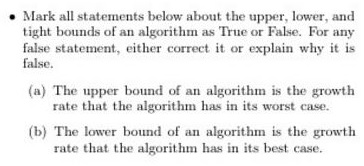 • Mark all statements below about the upper, lower, and
tight bounds of an algorithm as True or False. For any
false statement, either correct it or explain why it is
false.
(a) The upper bound of an algorithm is the growth
rate that the algorithm has in its worst case.
(b) The lower bound of an algorithm is the growth
rate that the algorithm has in its best case.